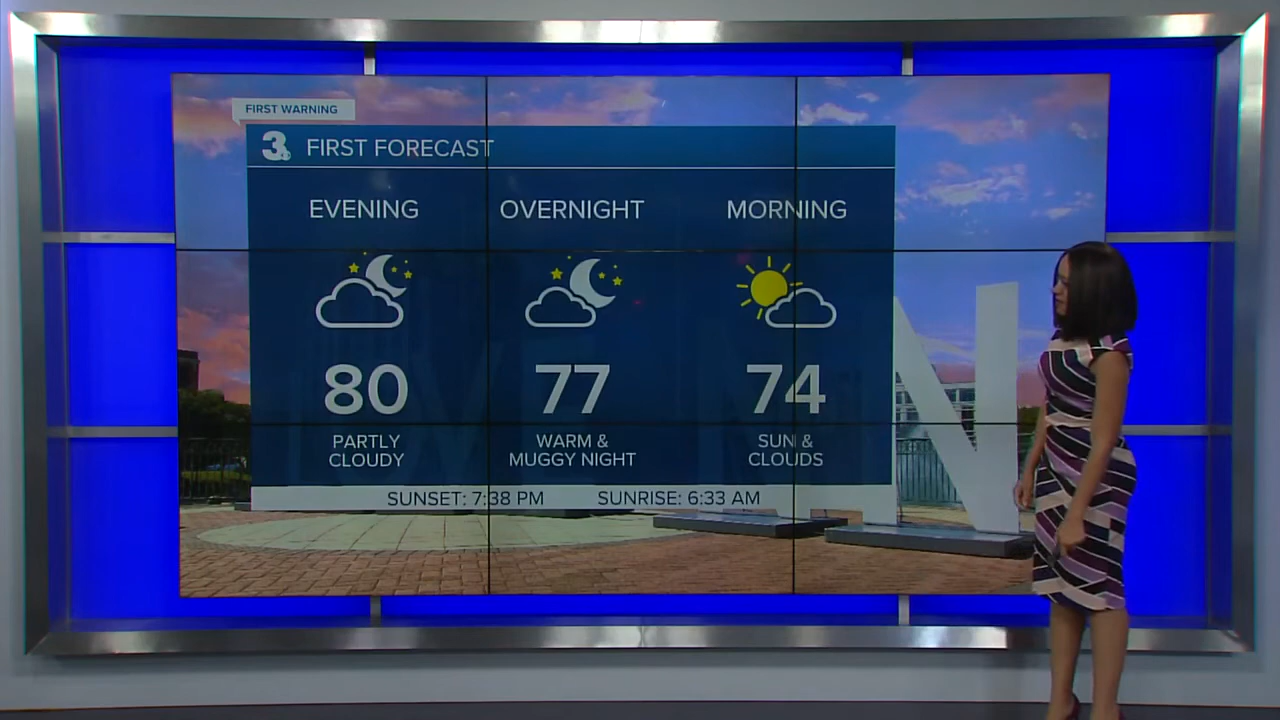 FIRST WARNING
3 FIRST FORECAST
EVENING OVERNIGHT MORNING
80 77 74
PARTLY CLOUDY
WARM & MUGGY NIGHT
SUN & CLOUDS
SUNSET: 7:38 PM SUNRISE: 6:33 AM
N